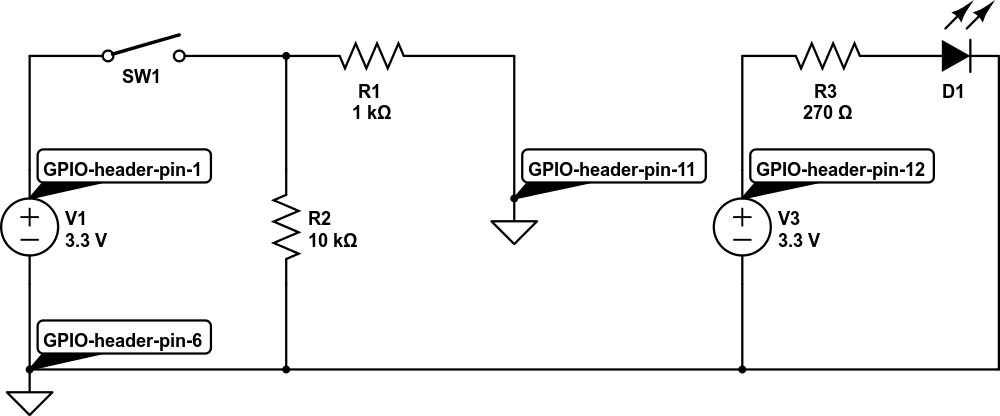 SW1
R1
1 kΩ
R3
270 Ω
D1
GPIO-header-pin-1
GPIO-header-pin-11
GPIO-header-pin-12
+
−
V1
3.3 V
R2
10 kΩ
+
−
V3
3.3 V
GPIO-header-pin-6